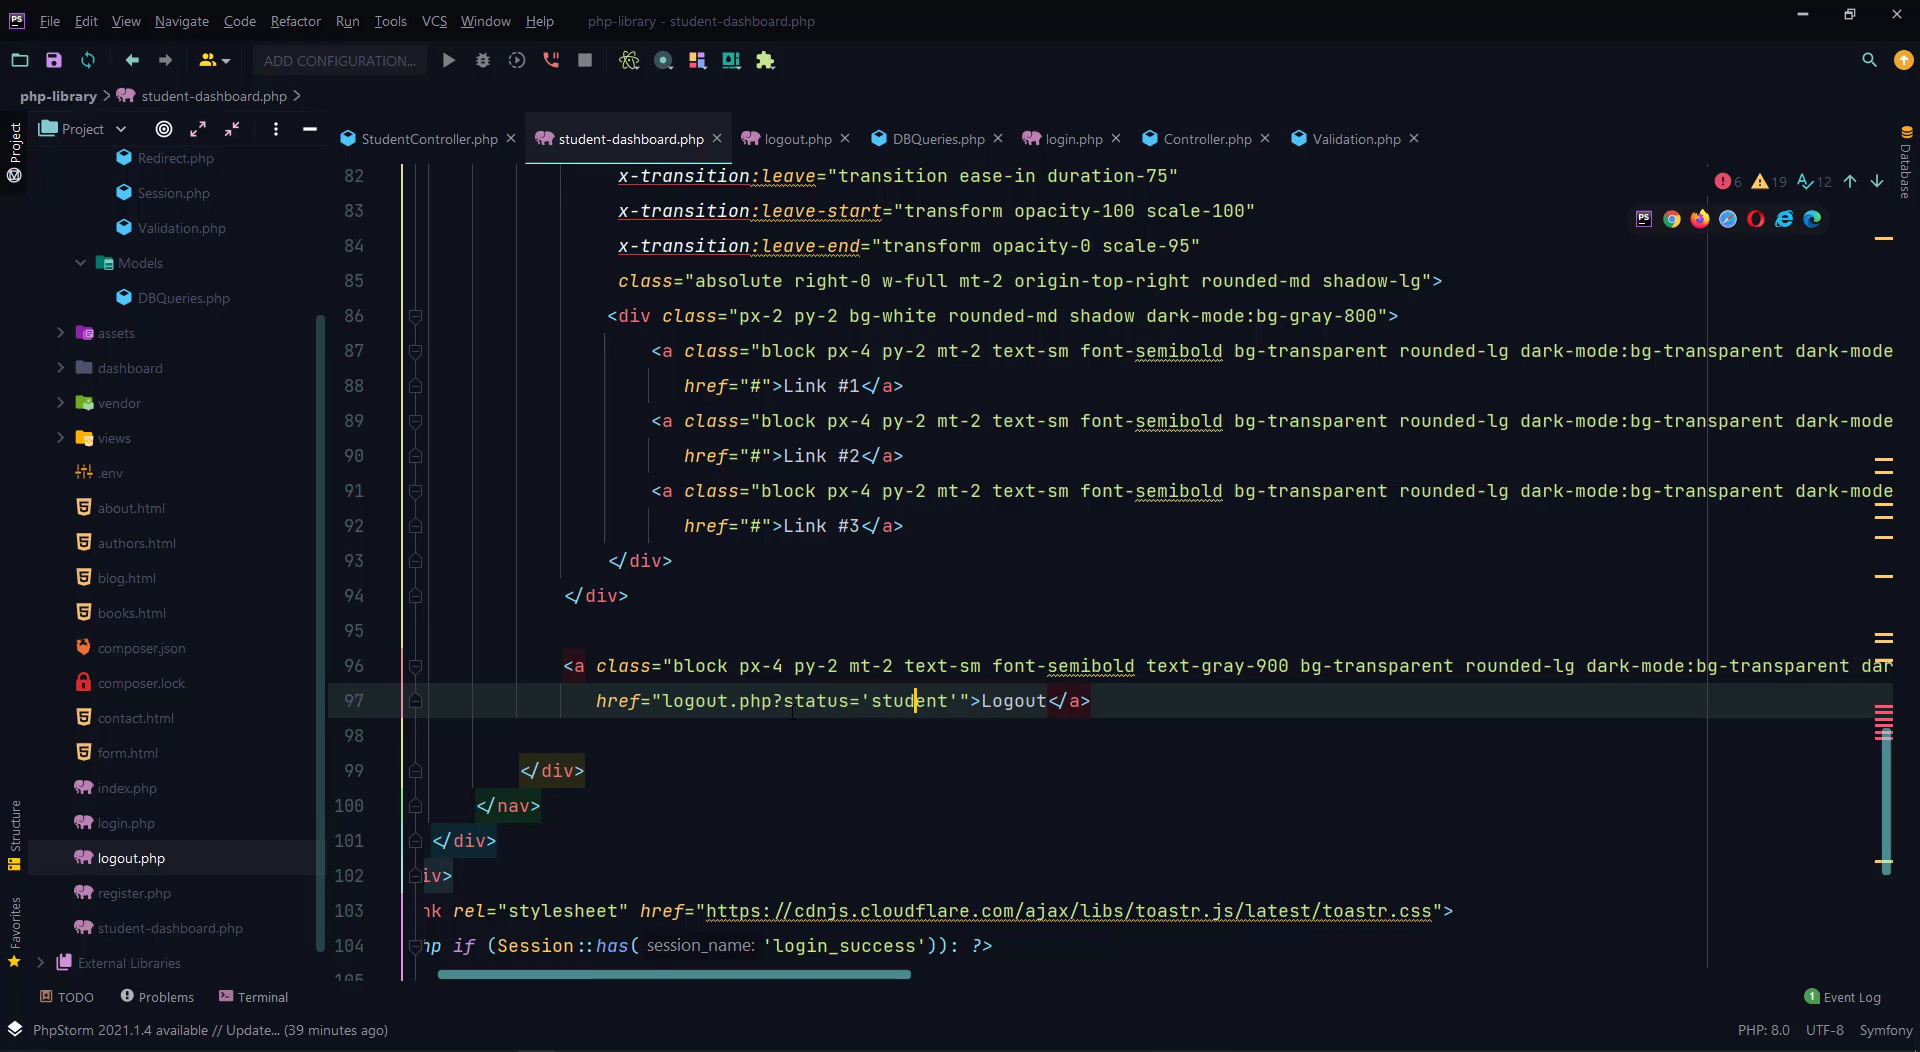 PS File Edit View Navigate Code Refactor Run Tools VCS Window Help php-library - student-dashboard.php
ADD CONFIGURATION...
php-library > student-dashboard.php >
Project
Project
StudentController.php
student-dashboard.php
logout.php
DBQueries.php
login.php
Controller.php
Validation.php
Database
Redirect.php
Session.php
Validation.php
Models
DBQueries.php
assets
dashboard
vendor
views
.env
about.html
authors.html
blog.html
books.html
composer.json
composer.lock
contact.html
form.html
index.php
login.php
logout.php
register.php
student-dashboard.php
External Libraries
Structure
Favorites
6 19 12
PS
82 x-transition:leave="transition ease-in duration-75"
83 x-transition:leave-start="transform opacity-100 scale-100"
84 x-transition:leave-end="transform opacity-0 scale-95"
85 class="absolute right-0 w-full mt-2 origin-top-right rounded-md shadow-lg">
86 <div class="px-2 py-2 bg-white rounded-md shadow dark-mode:bg-gray-800">
87 <a class="block px-4 py-2 mt-2 text-sm font-semibold bg-transparent rounded-lg dark-mode:bg-transparent dark-mode
88 href="#">Link #1</a>
89 <a class="block px-4 py-2 mt-2 text-sm font-semibold bg-transparent rounded-lg dark-mode:bg-transparent dark-mode
90 href="#">Link #2</a>
91 <a class="block px-4 py-2 mt-2 text-sm font-semibold bg-transparent rounded-lg dark-mode:bg-transparent dark-mode
92 href="#">Link #3</a>
93 </div>
94 </div>
95
96 <a class="block px-4 py-2 mt-2 text-sm font-semibold text-gray-900 bg-transparent rounded-lg dark-mode:bg-transparent dar
97 href="logout.php?status='student'">Logout</a>
98
99 </div>
100 </nav>
101 </div>
102 iv>
103 nk rel="stylesheet" href="https://cdnjs.cloudflare.com/ajax/libs/toastr.js/latest/toastr.css">
104 hp if (Session::has( session_name: 'login_success')): ?>
105
TODO Problems Terminal 1 Event Log
PhpStorm 2021.1.4 available // Update... (39 minutes ago) PHP: 8.0 UTF-8 Symfony